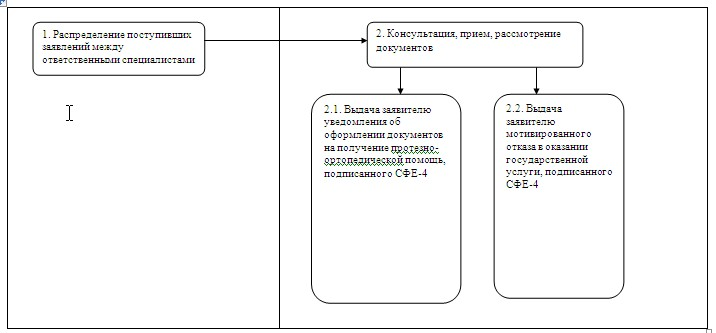 1. Распределение поступивших
заявлений между
ответственными специалистами
2. Консультация, прием, рассмотрение
документов
2.1. Выдача заявителю
уведомления об
оформлении документов
на получение протезно-
ортопедической помощь,
подписанного СФЕ-4
2.2. Выдача
заявителю
мотивированного
отказа в оказании
государственной
услуги, подписанного
СФЕ-4